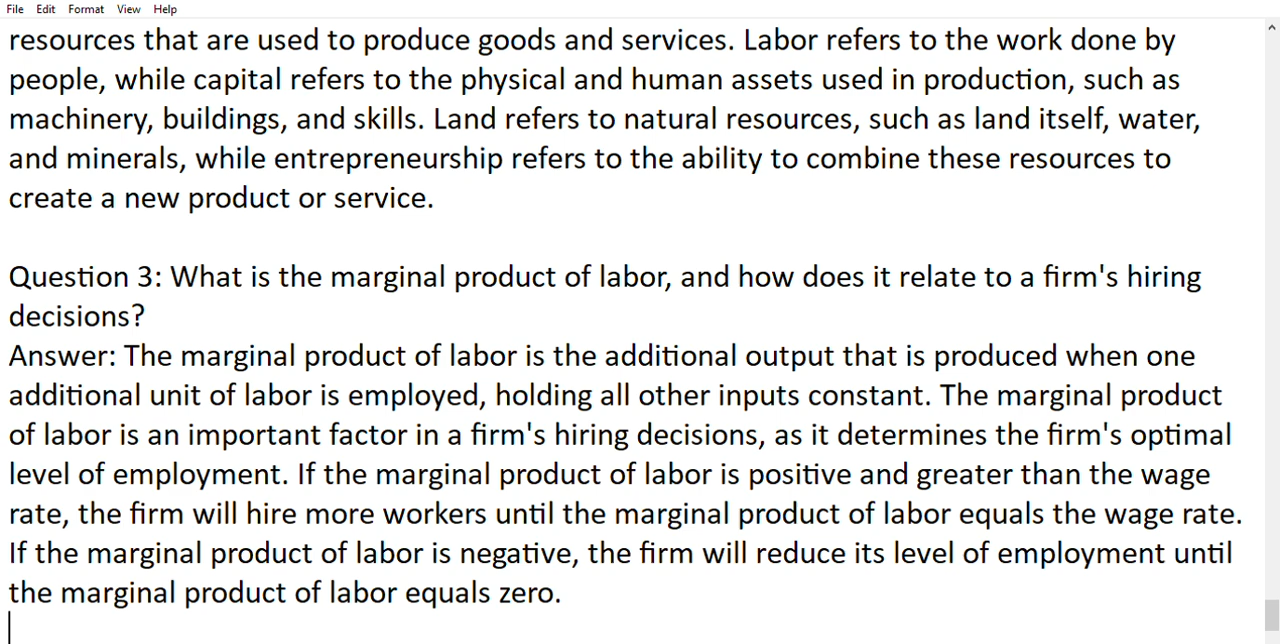 File Edit Format View Help
resources that are used to produce goods and services. Labor refers to the work done by
people, while capital refers to the physical and human assets used in production, such as
machinery, buildings, and skills. Land refers to natural resources, such as land itself, water,
and minerals, while entrepreneurship refers to the ability to combine these resources to
create a new product or service.
Question 3: What is the marginal product of labor, and how does it relate to a firm's hiring
decisions?
Answer: The marginal product of labor is the additional output that is produced when one
additional unit of labor is employed, holding all other inputs constant. The marginal product
of labor is an important factor in a firm's hiring decisions, as it determines the firm's optimal
level of employment. If the marginal product of labor is positive and greater than the wage
rate, the firm will hire more workers until the marginal product of labor equals the wage rate.
If the marginal product of labor is negative, the firm will reduce its level of employment until
the marginal product of labor equals zero.